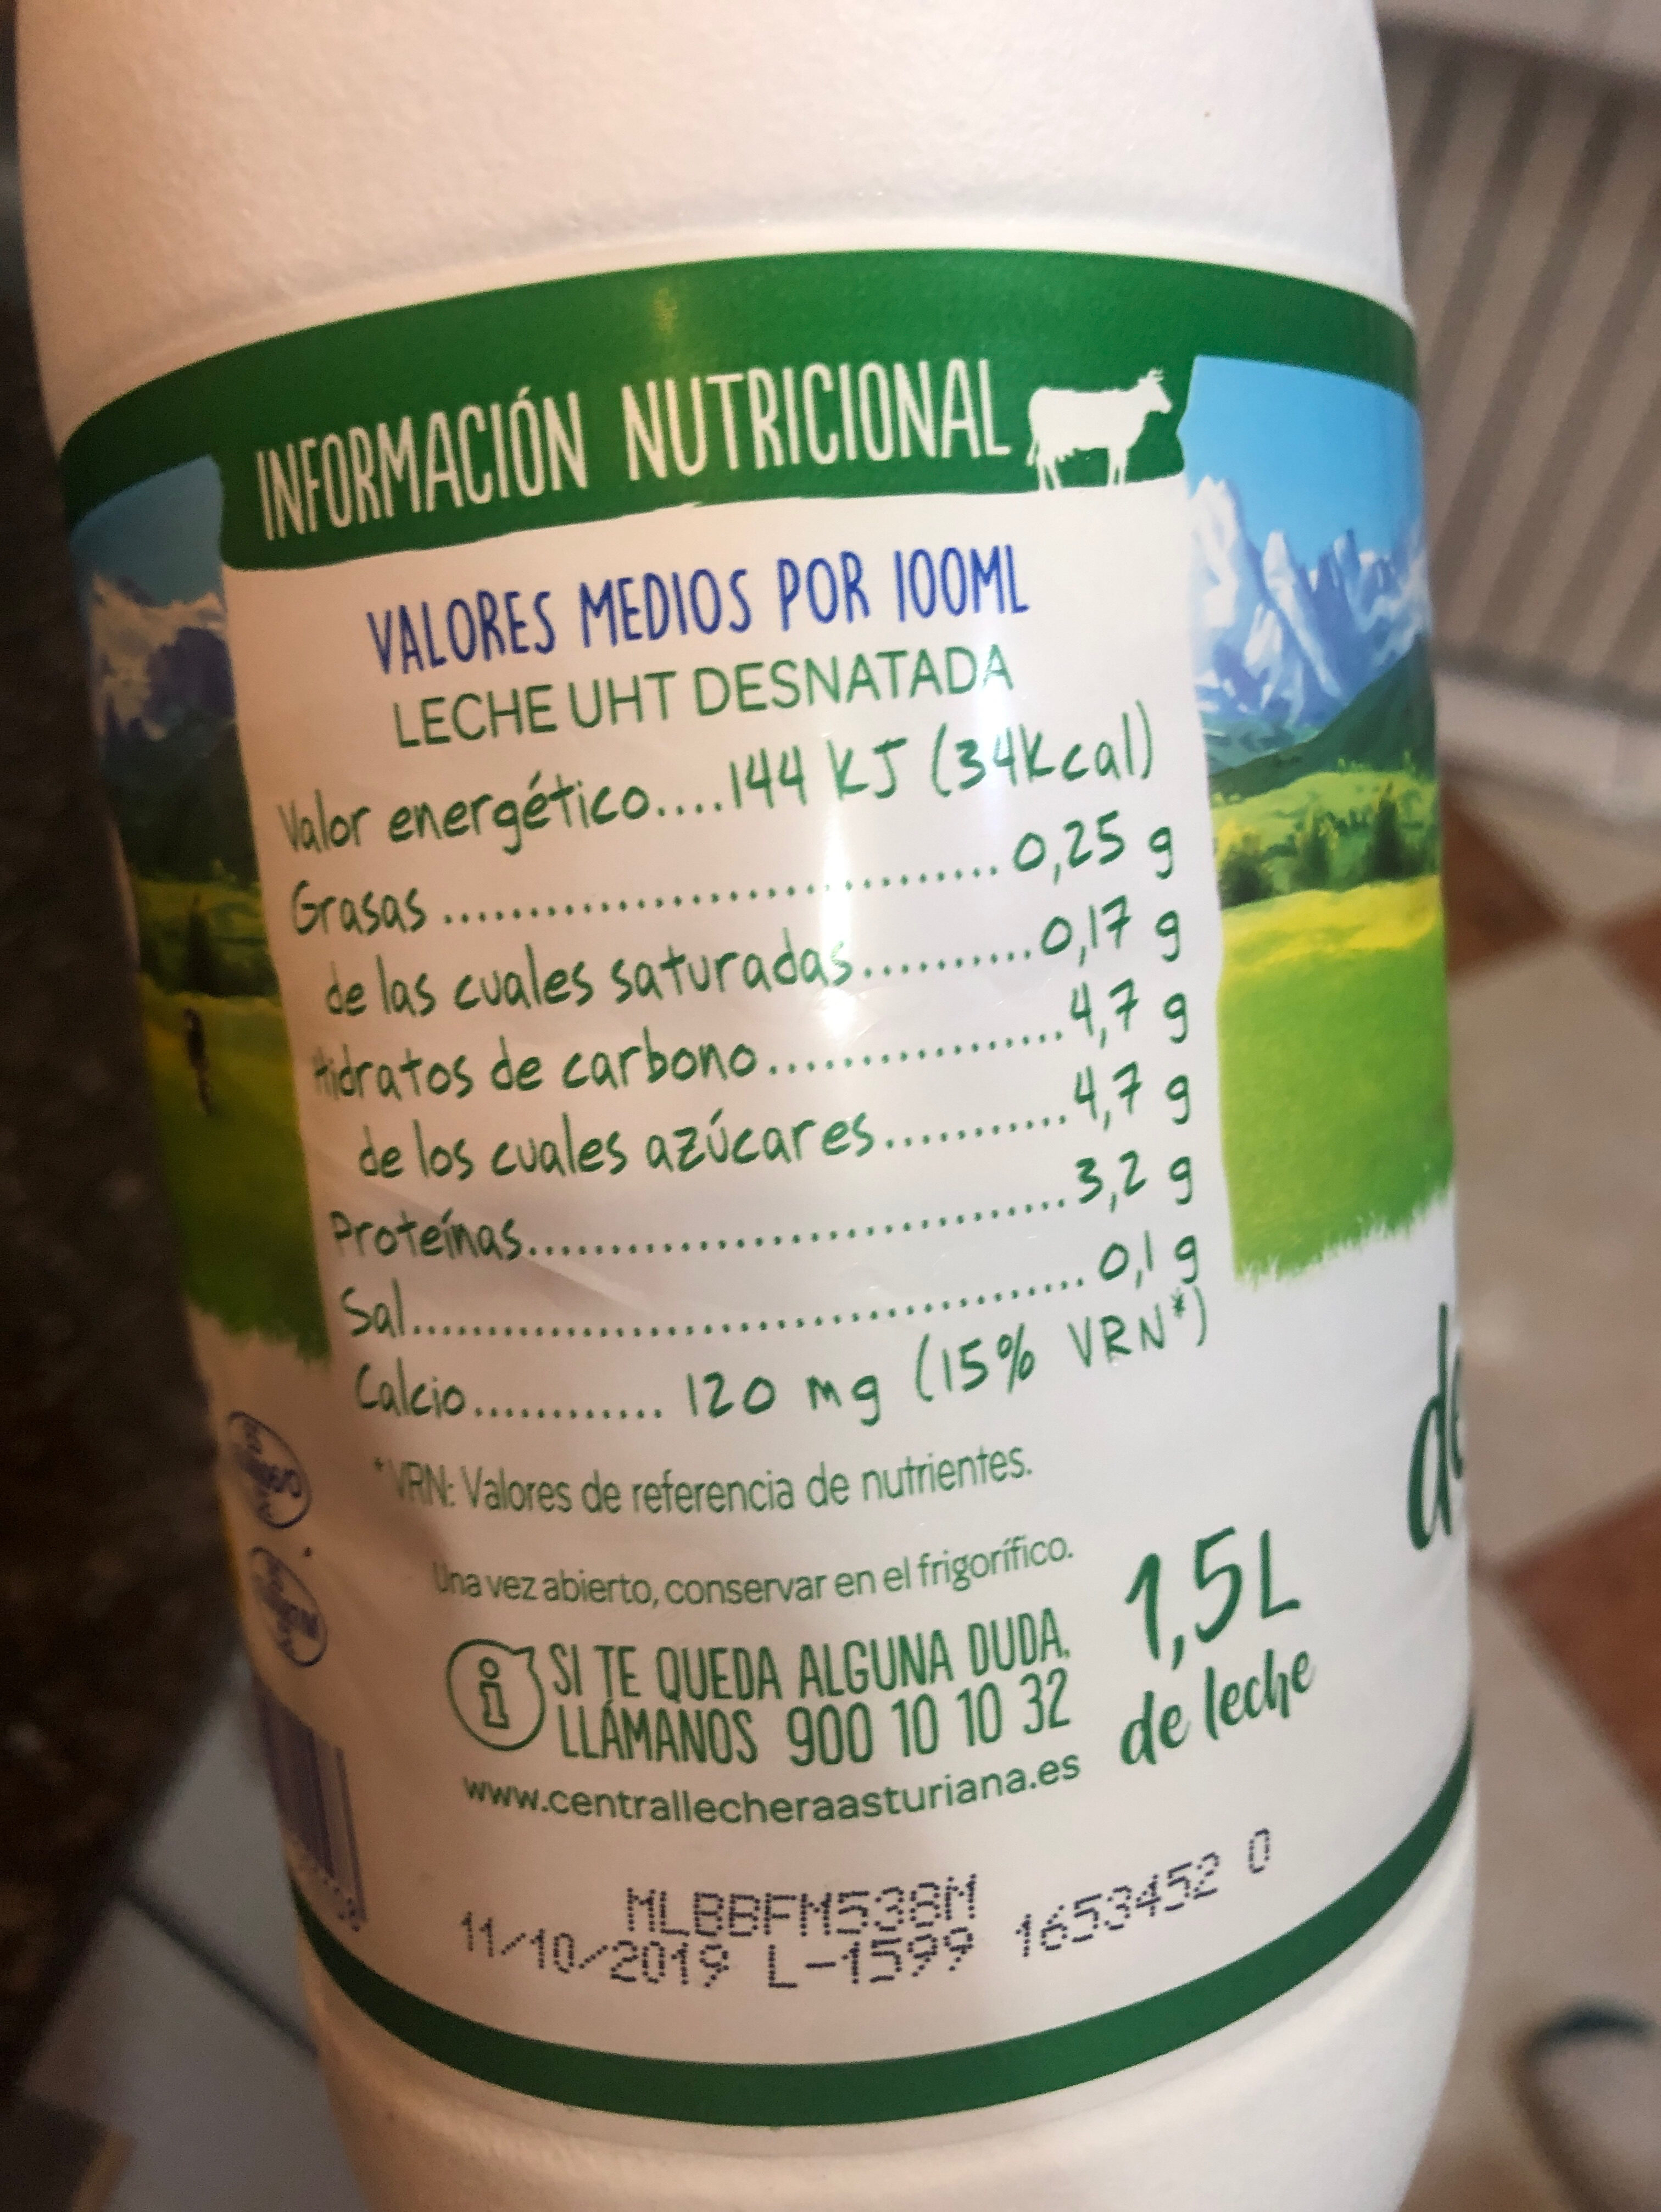 INFORMACIÓN NUTRICIONAL
VALORES MEDIOS POR 100ML
LECHE UHT DESNATADA
Valor energético....144 KJ (34Kcal)
Grasas ................................. 0,25 g
de las cuales saturadas..........0,17 g
Hidratos de carbono.................4,7 g
de los cuales azúcares...........4,7 g
Proteínas................................3,2 g
Sal........................................ 0,1 g
Calcio............ 120 mg (15% VRN*)
*VRN: Valores de referencia de nutrientes.
Una vez abierto, conservar en el frigorífico.
i SI TE QUEDA ALGUNA DUDA,
LLÁMANOS 900 10 10 32
www.centrallecheraasturiana.es
1,5L
de leche
MLBBFM538M
11/10/2019 L-1599 1653452 0